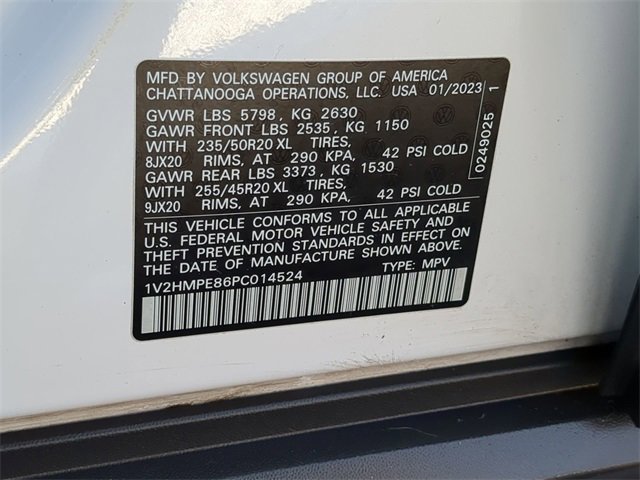 MFD BY VOLKSWAGEN GROUP OF AMERICA
CHATTANOOGA OPERATIONS, LLC. USA 01/2023
GVWR LBS 5798, KG 2630
GAWR FRONT LBS 2535, KG 1150
WITH 235/50R20 XL TIRES,
8JX20 RIMS, AT 290 KPA, 42 PSI COLD
GAWR REAR LBS 3373, KG 1530
WITH 255/45R20 XL TIRES,
9JX20 RIMS, AT 290 KPA, 42 PSI COLD
THIS VEHICLE CONFORMS TO ALL APPLICABLE
U.S. FEDERAL MOTOR VEHICLE SAFETY AND
THEFT PREVENTION STANDARDS IN EFFECT ON
THE DATE OF MANUFACTURE SHOWN ABOVE.
1V2HMPE86PC014524 TYPE: MPV
0249025 1